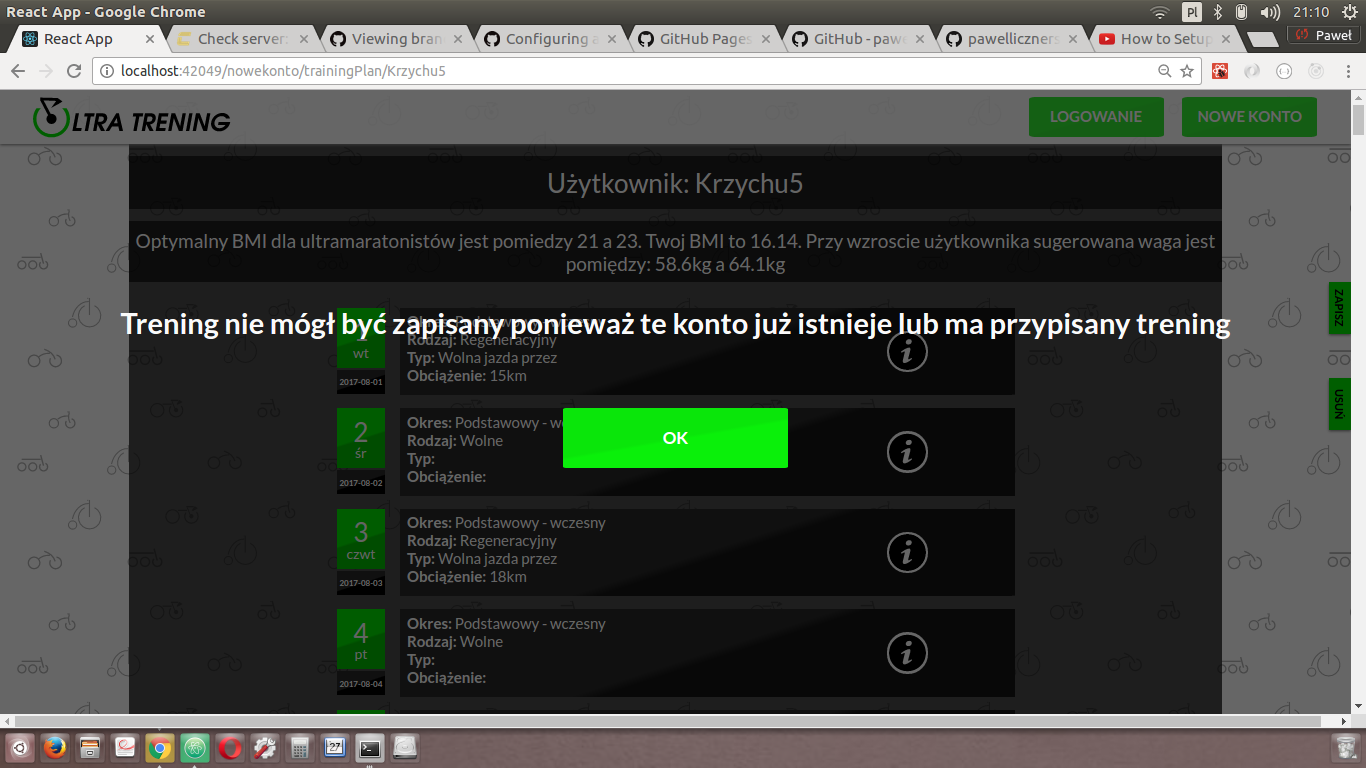 React App - Google Chrome
Pl
21:10
React App
Check server:
Viewing bran
Configuring a
GitHub Pages
GitHub - pawe
pawelliczners
How to Setup
Paweł
localhost:42049/nowekonto/trainingPlan/Krzychu5
LTRA TRENING
LOGOWANIE
NOWE KONTO
Użytkownik: Krzychu5
Optymalny BMI dla ultramaratonistów jest pomiedzy 21 a 23. Twoj BMI to 16.14. Przy wzroscie użytkownika sugerowana waga jest
pomiędzy: 58.6kg a 64.1kg
ZAPISZ
USUŃ
Trening nie mógł być zapisany ponieważ te konto już istnieje lub ma przypisany trening
OK
1
wt
2017-08-01
Okres: Podstawowy - wczesny
Rodzaj: Regeneracyjny
Typ: Wolna jazda przez
Obciążenie: 15km
2
śr
2017-08-02
Okres: Podstawowy - w
Rodzaj: Wolne
Typ:
Obciążenie:
3
czwt
2017-08-03
Okres: Podstawowy - wczesny
Rodzaj: Regeneracyjny
Typ: Wolna jazda przez
Obciążenie: 18km
4
pt
2017-08-04
Okres: Podstawowy - wczesny
Rodzaj: Wolne
Typ:
Obciążenie:
27